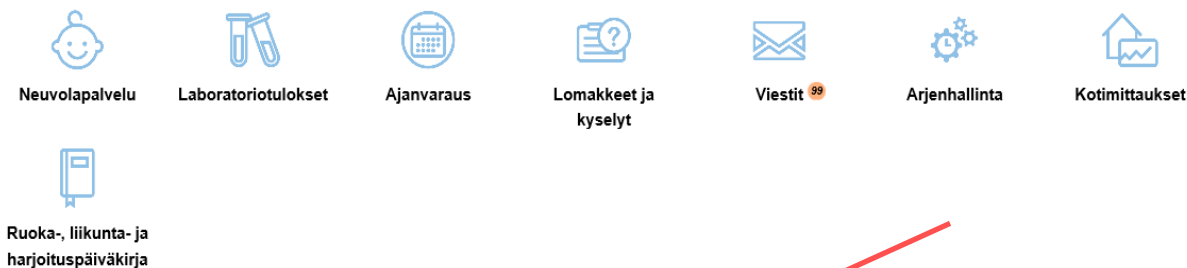 Neuvolapalvelu
Laboratoriotulokset
Ajanvaraus
?
Lomakkeet ja
kyselyt
Viestit 99
Arjenhallinta
Kotimittaukset
Ruoka-, liikunta- ja
harjoituspäiväkirja